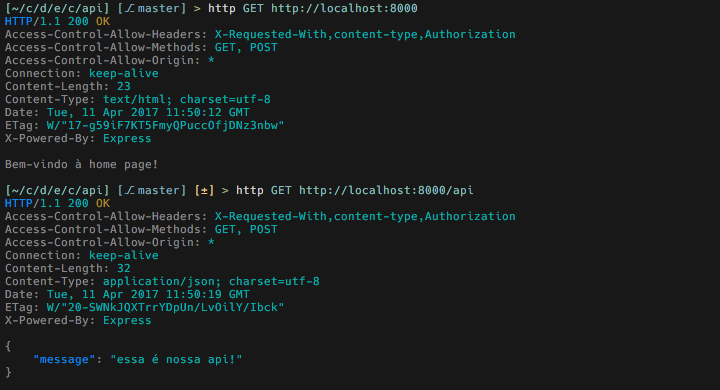 [~/c/d/e/c/api] [⎇ master] > http GET http://localhost:8000
HTTP/1.1 200 OK
Access-Control-Allow-Headers: X-Requested-With,content-type,Authorization
Access-Control-Allow-Methods: GET, POST
Access-Control-Allow-Origin: *
Connection: keep-alive
Content-Length: 23
Content-Type: text/html; charset=utf-8
Date: Tue, 11 Apr 2017 11:50:12 GMT
ETag: W/"17-g59iF7KT5FmyQPuccOfjDNz3nbw"
X-Powered-By: Express
Bem-vindo à home page!
[~/c/d/e/c/api] [⎇ master] [±] > http GET http://localhost:8000/api
HTTP/1.1 200 OK
Access-Control-Allow-Headers: X-Requested-With,content-type,Authorization
Access-Control-Allow-Methods: GET, POST
Access-Control-Allow-Origin: *
Connection: keep-alive
Content-Length: 32
Content-Type: application/json; charset=utf-8
Date: Tue, 11 Apr 2017 11:50:19 GMT
ETag: W/"20-SWNkJQXTrrYDpUn/LvOilY/Ibck"
X-Powered-By: Express
{
"message": "essa é nossa api!"
}